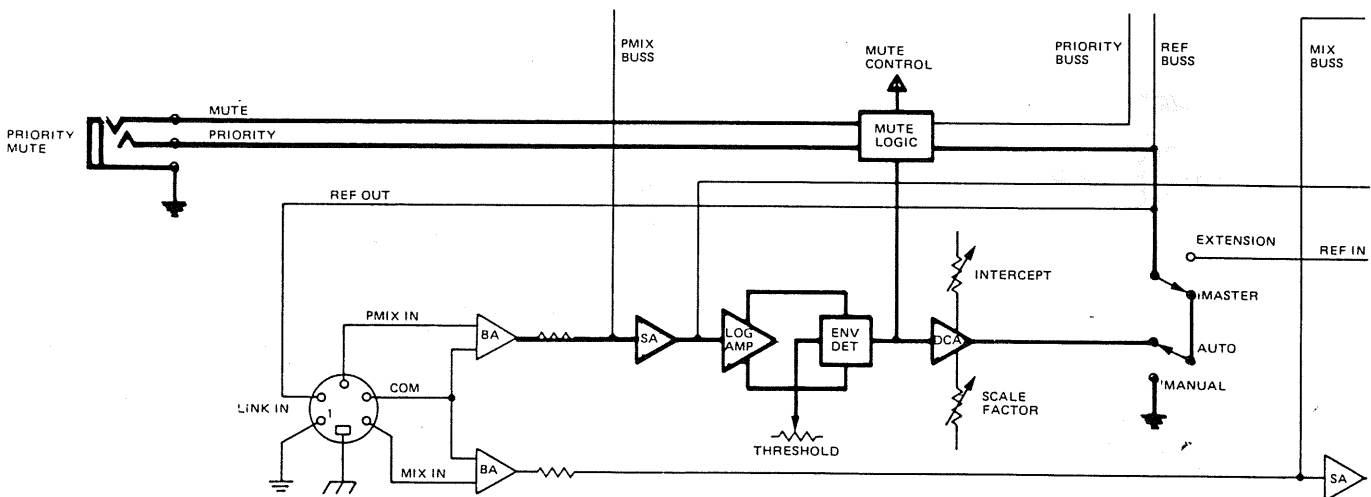 PMIX
BUSS
MUTE
CONTROL
PRIORITY
BUSS
REF
BUSS
MIX
BUSS
PRIORITY
MUTE
MUTE
PRIORITY
MUTE
LOGIC
REF OUT
EXTENSION
REF IN
INTERCEPT
MASTER
PMIX IN
BA
SA
LOG
AMP
ENV
DET
DCA
AUTO
MANUAL
COM
LINK IN
1
SCALE
FACTOR
THRESHOLD
MIX IN
BA
SA